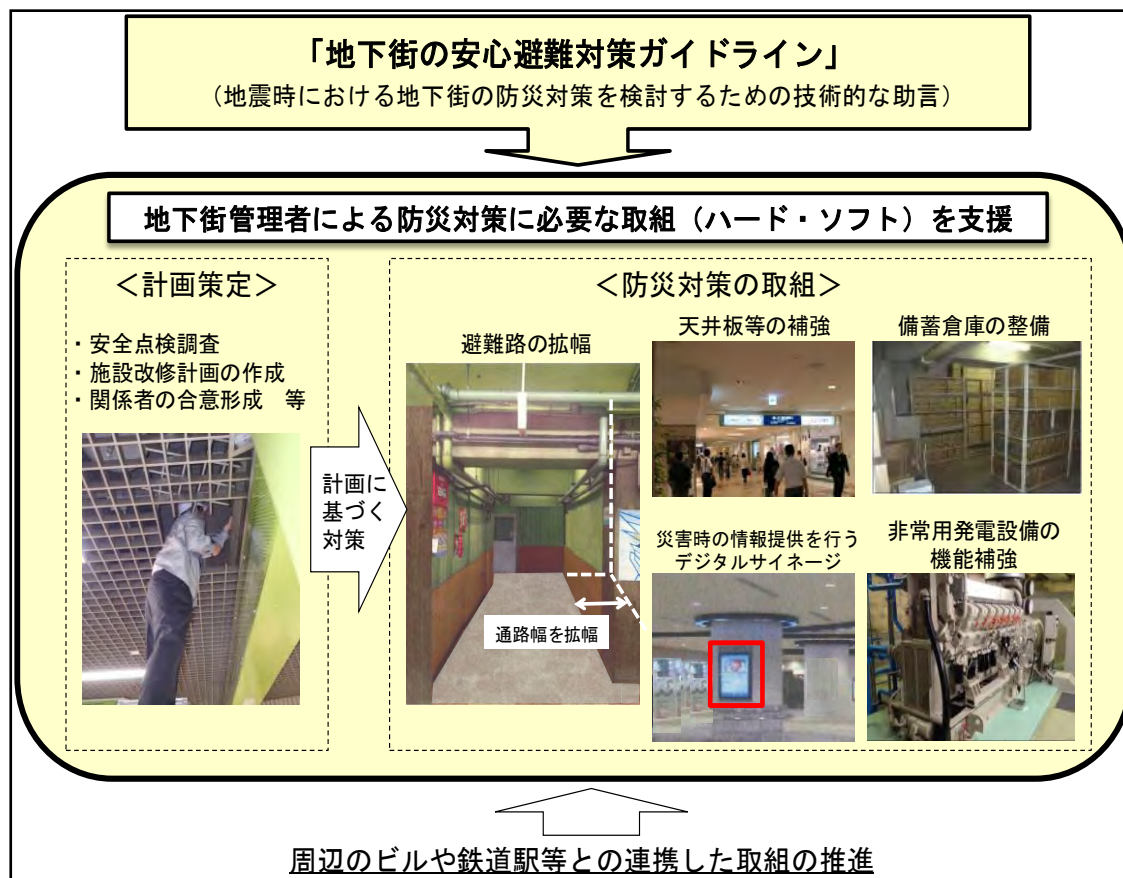 「地下街の安心避難対策ガイドライン」
（地震時における地下街の防災対策を検討するための技術的な助言）
地下街管理者による防災対策に必要な取組（ハード・ソフト）を支援
＜計画策定＞
・安全点検調査
・施設改修計画の作成
・関係者の合意形成　等
計画に
基づく
対策
＜防災対策の取組＞
避難路の拡幅
通路幅を拡幅
天井板等の補強
備蓄倉庫の整備
災害時の情報提供を行う
デジタルサイネージ
非常用発電設備の
機能補強
周辺のビルや鉄道駅等との連携した取組の推進